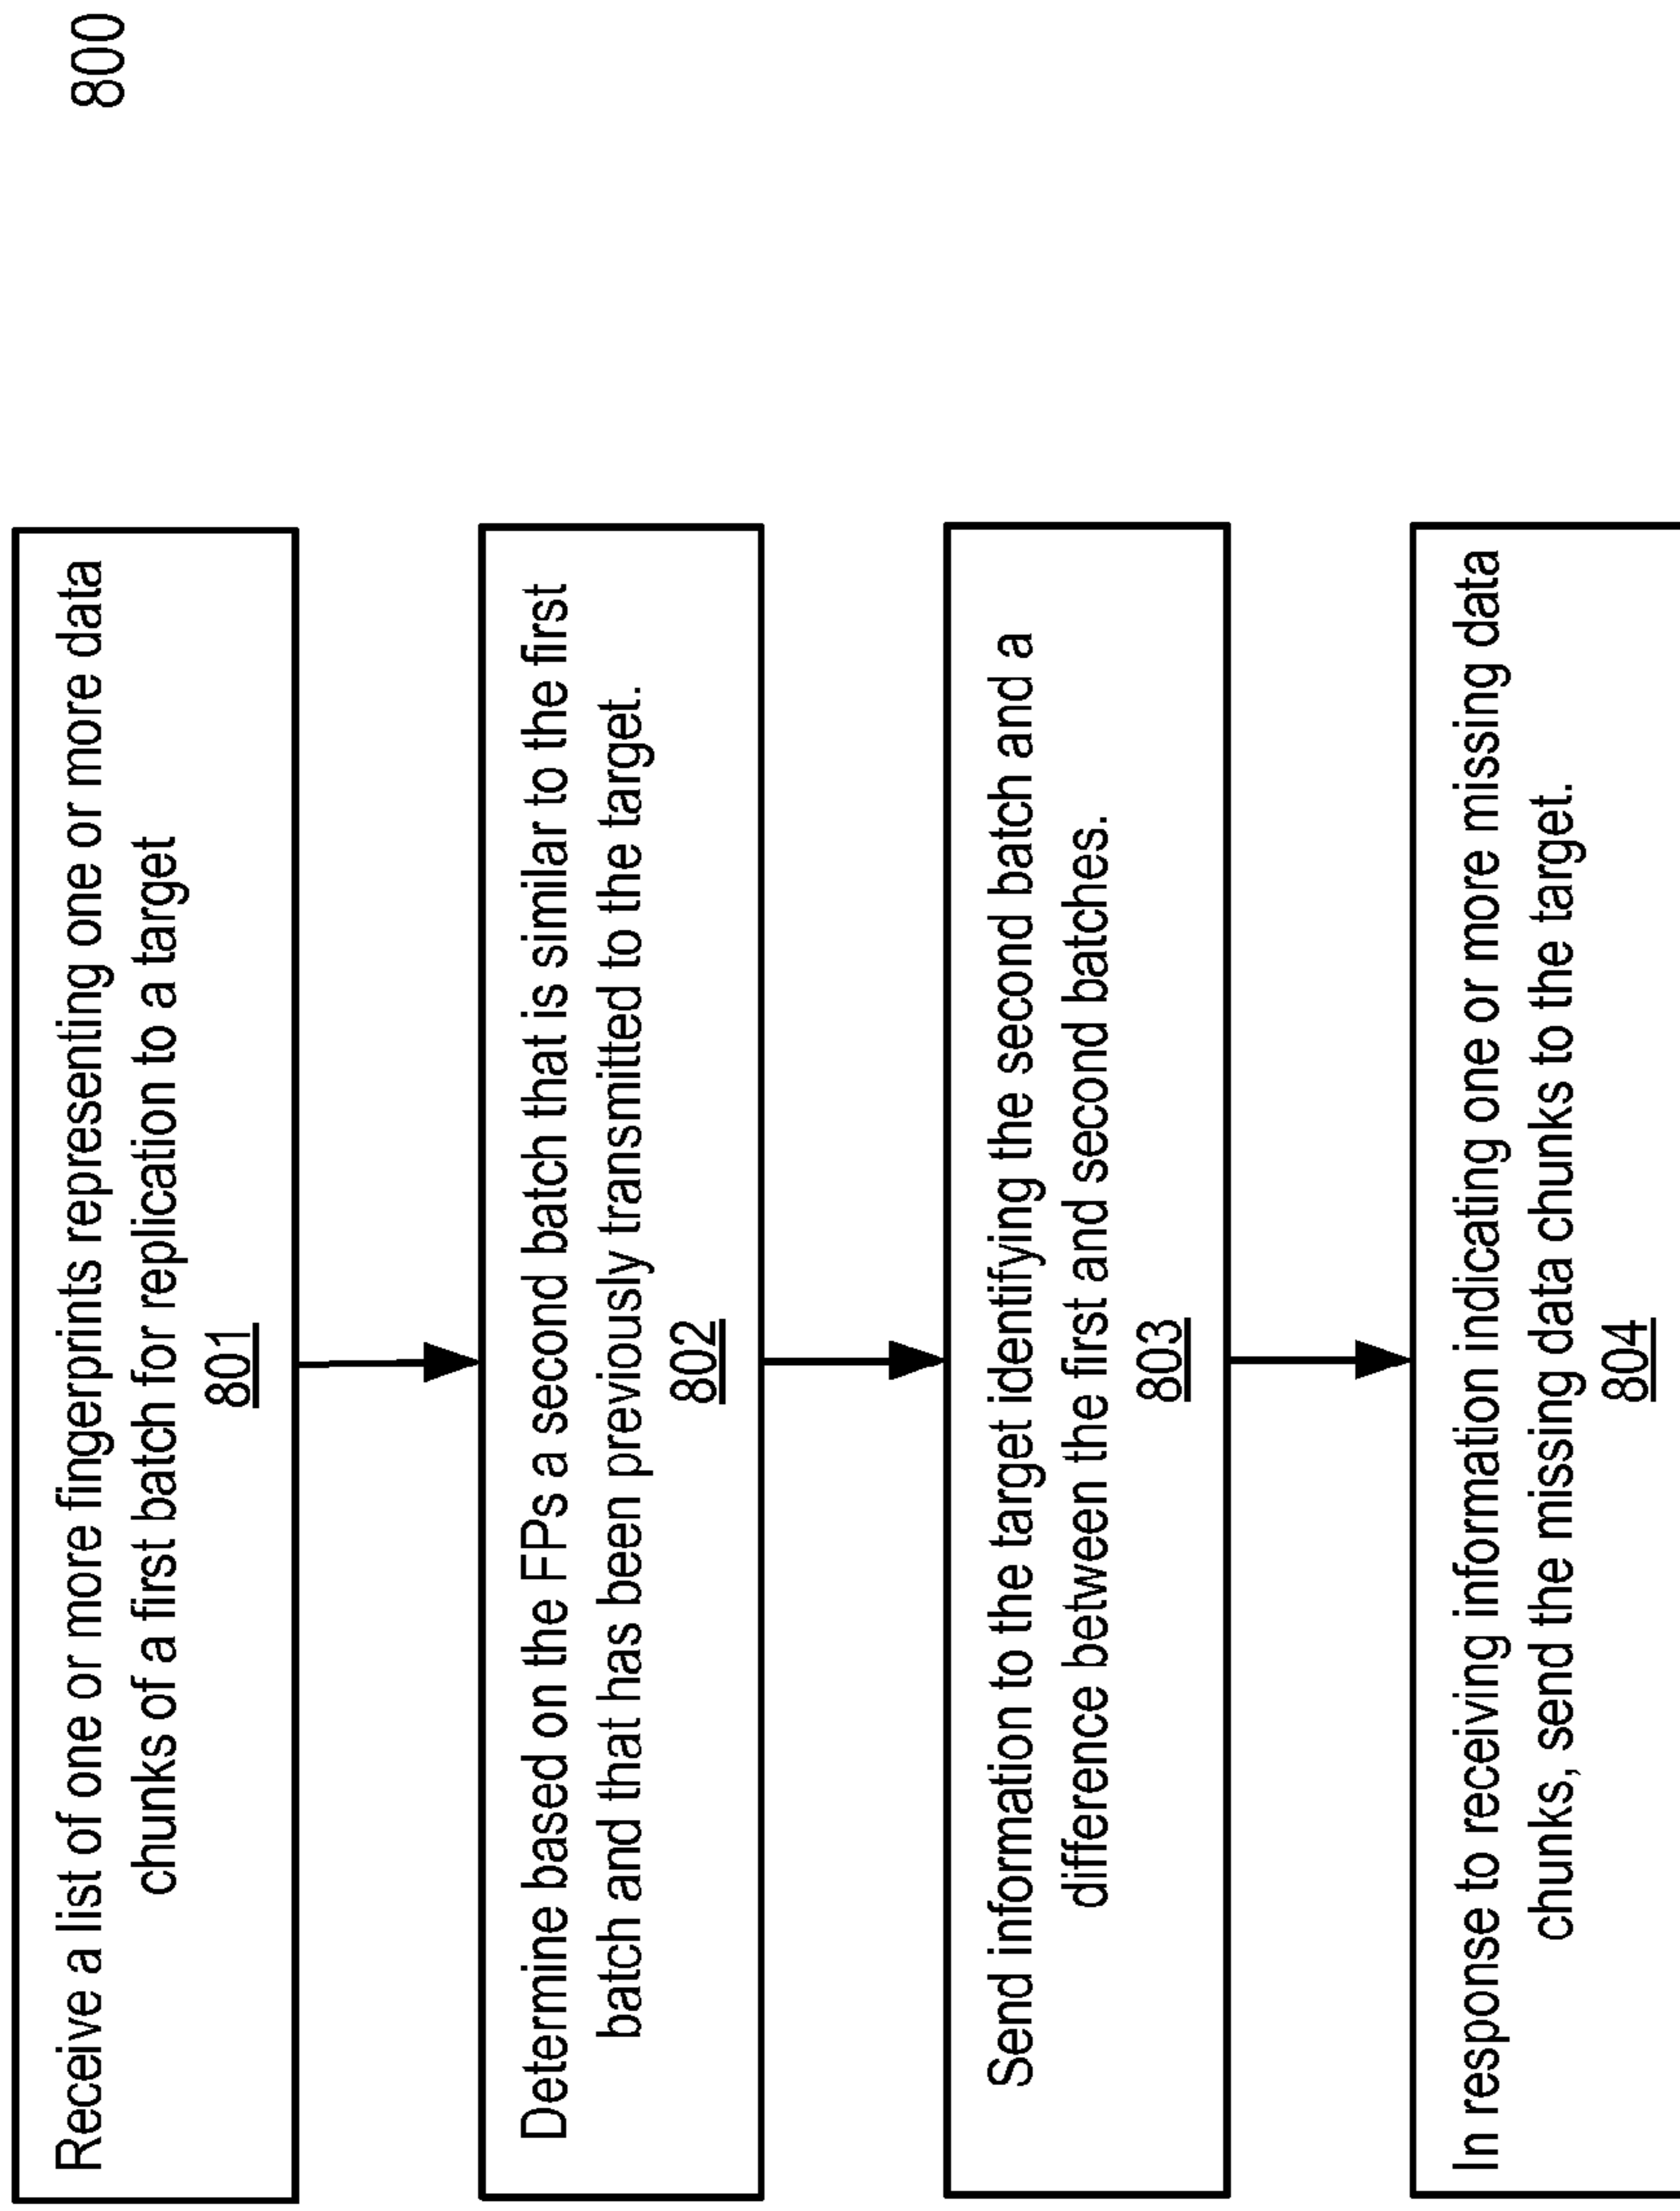 800
Receive a list of one or more fingerprints representing one or more data
chunks of a first batch for replication to a target
801
Determine based on the FPs a second batch that is similar to the first
batch and that has been previously transmitted to the target.
802
Send information to the target identifying the second batch and a
difference between the first and second batches.
803
In response to receiving information indicating one or more missing data
chunks, send the missing data chunks to the target.
804